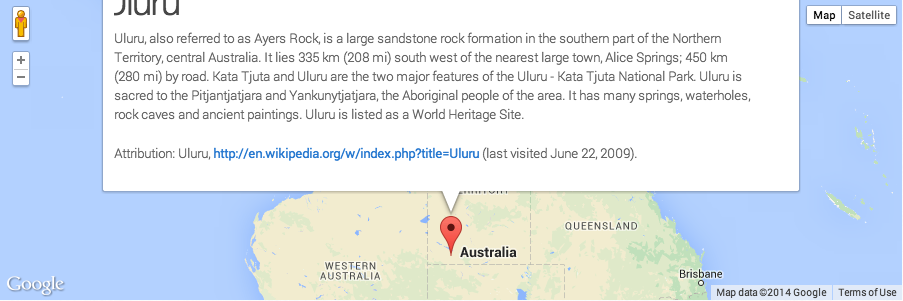 Uluru
Map Satellite
Uluru, also referred to as Ayers Rock, is a large sandstone rock formation in the southern part of the Northern
Territory, central Australia. It lies 335 km (208 mi) south west of the nearest large town, Alice Springs; 450 km
(280 mi) by road. Kata Tjuta and Uluru are the two major features of the Uluru - Kata Tjuta National Park. Uluru is
sacred to the Pitjantjatjara and Yankunytjatjara, the Aboriginal people of the area. It has many springs, waterholes,
rock caves and ancient paintings. Uluru is listed as a World Heritage Site.
Attribution: Uluru, http://en.wikipedia.org/w/index.php?title=Uluru (last visited June 22, 2009).
TERRITORY
QUEENSLAND
Australia
WESTERN
AUSTRALIA
Brisbane
Google
Map data ©2014 Google Terms of Use